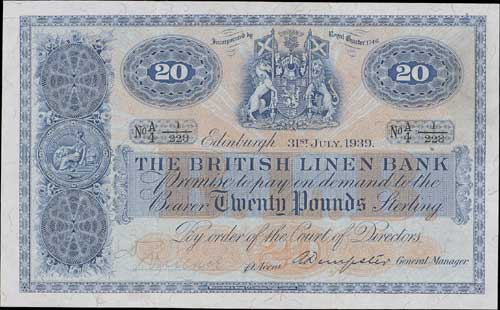 Incorporated by Royal Charter 1746
20 20
No A/4 1/223 No A/4 1/223
Edinburgh 31ST JULY, 1939.
THE BRITISH LINEN BANK
Promise to pay on demand to the
Bearer Twenty Pounds Sterling
By order of the Court of Directors.
General Manager